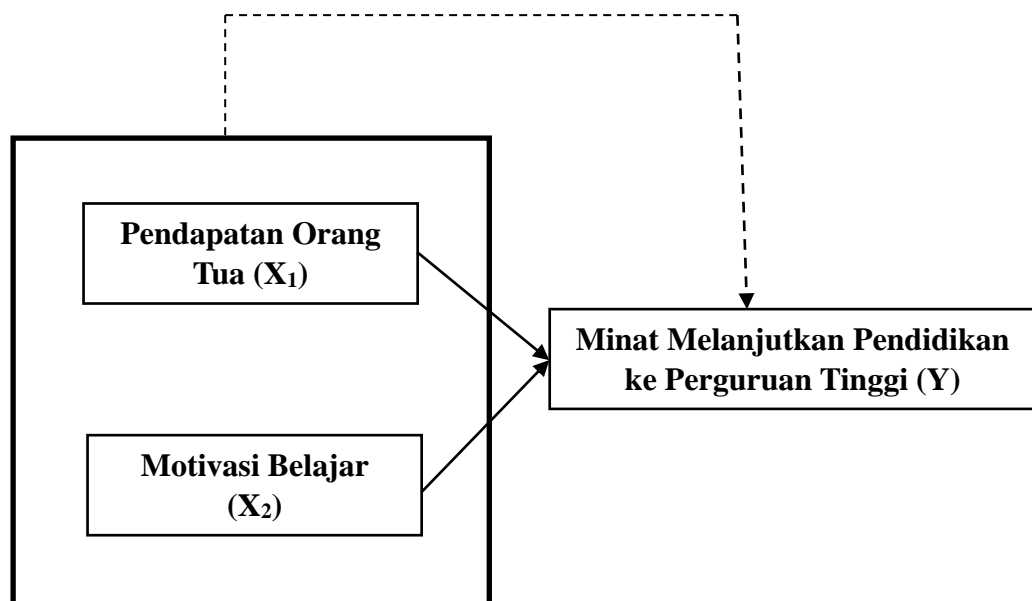 Pendapatan Orang
Tua (X₁)
Minat Melanjutkan Pendidikan
ke Perguruan Tinggi (Y)
Motivasi Belajar
(X₂)